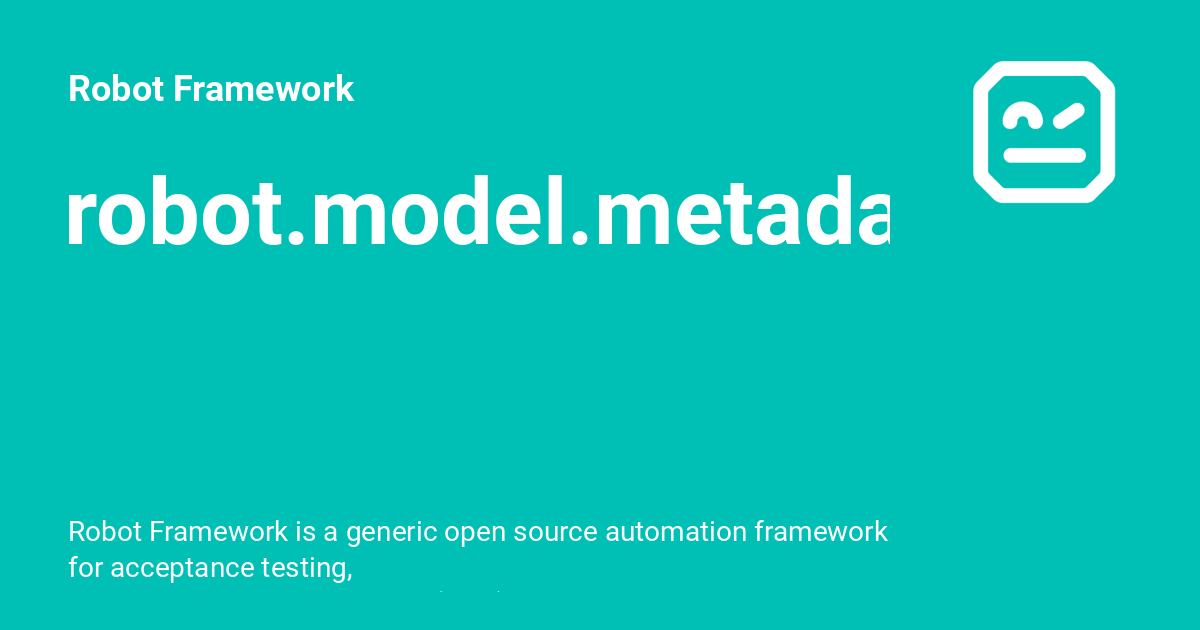 Robot Framework
robot.model.metada
Robot Framework is a generic open source automation framework
for acceptance testing,